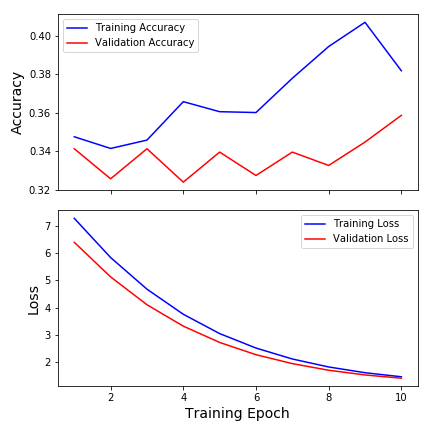 Training Accuracy
Validation Accuracy
0.40
0.38
0.36
0.34
0.32
Accuracy
Training Loss
Validation Loss
7
6
5
4
3
2
Loss
2 4 6 8 10
Training Epoch